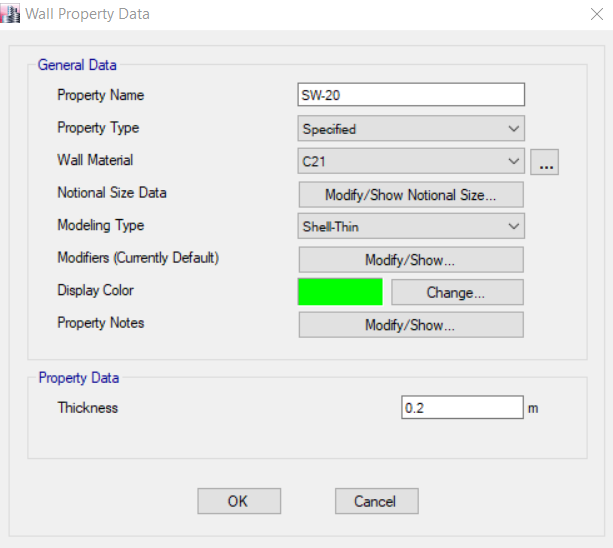 Wall Property Data
General Data
Property Name SW-20
Property Type Specified
Wall Material C21 ...
Notional Size Data Modify/Show Notional Size...
Modeling Type Shell-Thin
Modifiers (Currently Default) Modify/Show...
Display Color Change...
Property Notes Modify/Show...
Property Data
Thickness 0.2 m
OK Cancel